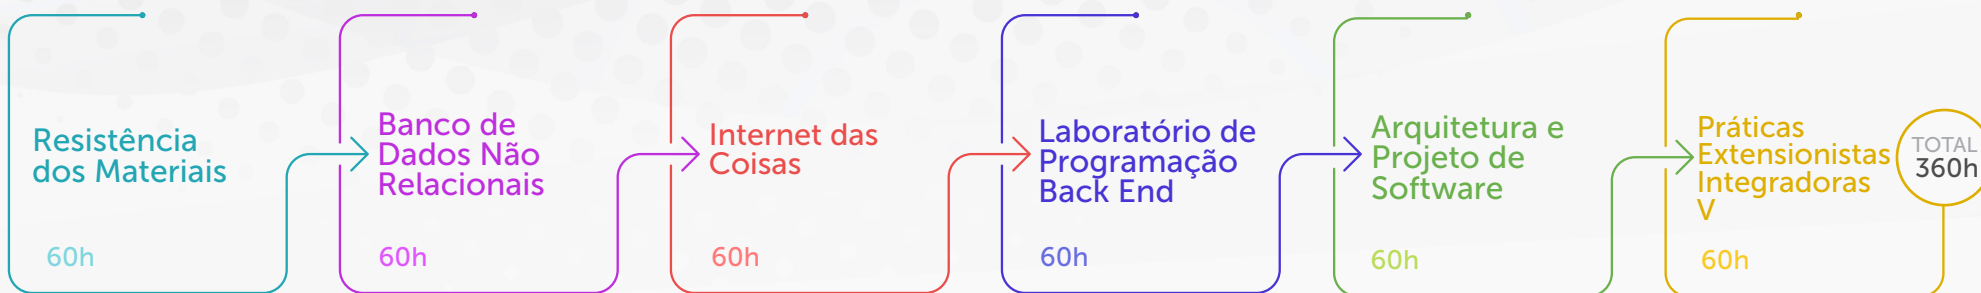 Resistência
dos Materiais
60h
Banco de
Dados Não
Relacionais
60h
Internet das
Coisas
60h
Laboratório de
Programação
Back End
60h
Arquitetura e
Projeto de
Software
60h
Práticas
Extensionistas
Integradoras
V
60h
TOTAL
360h